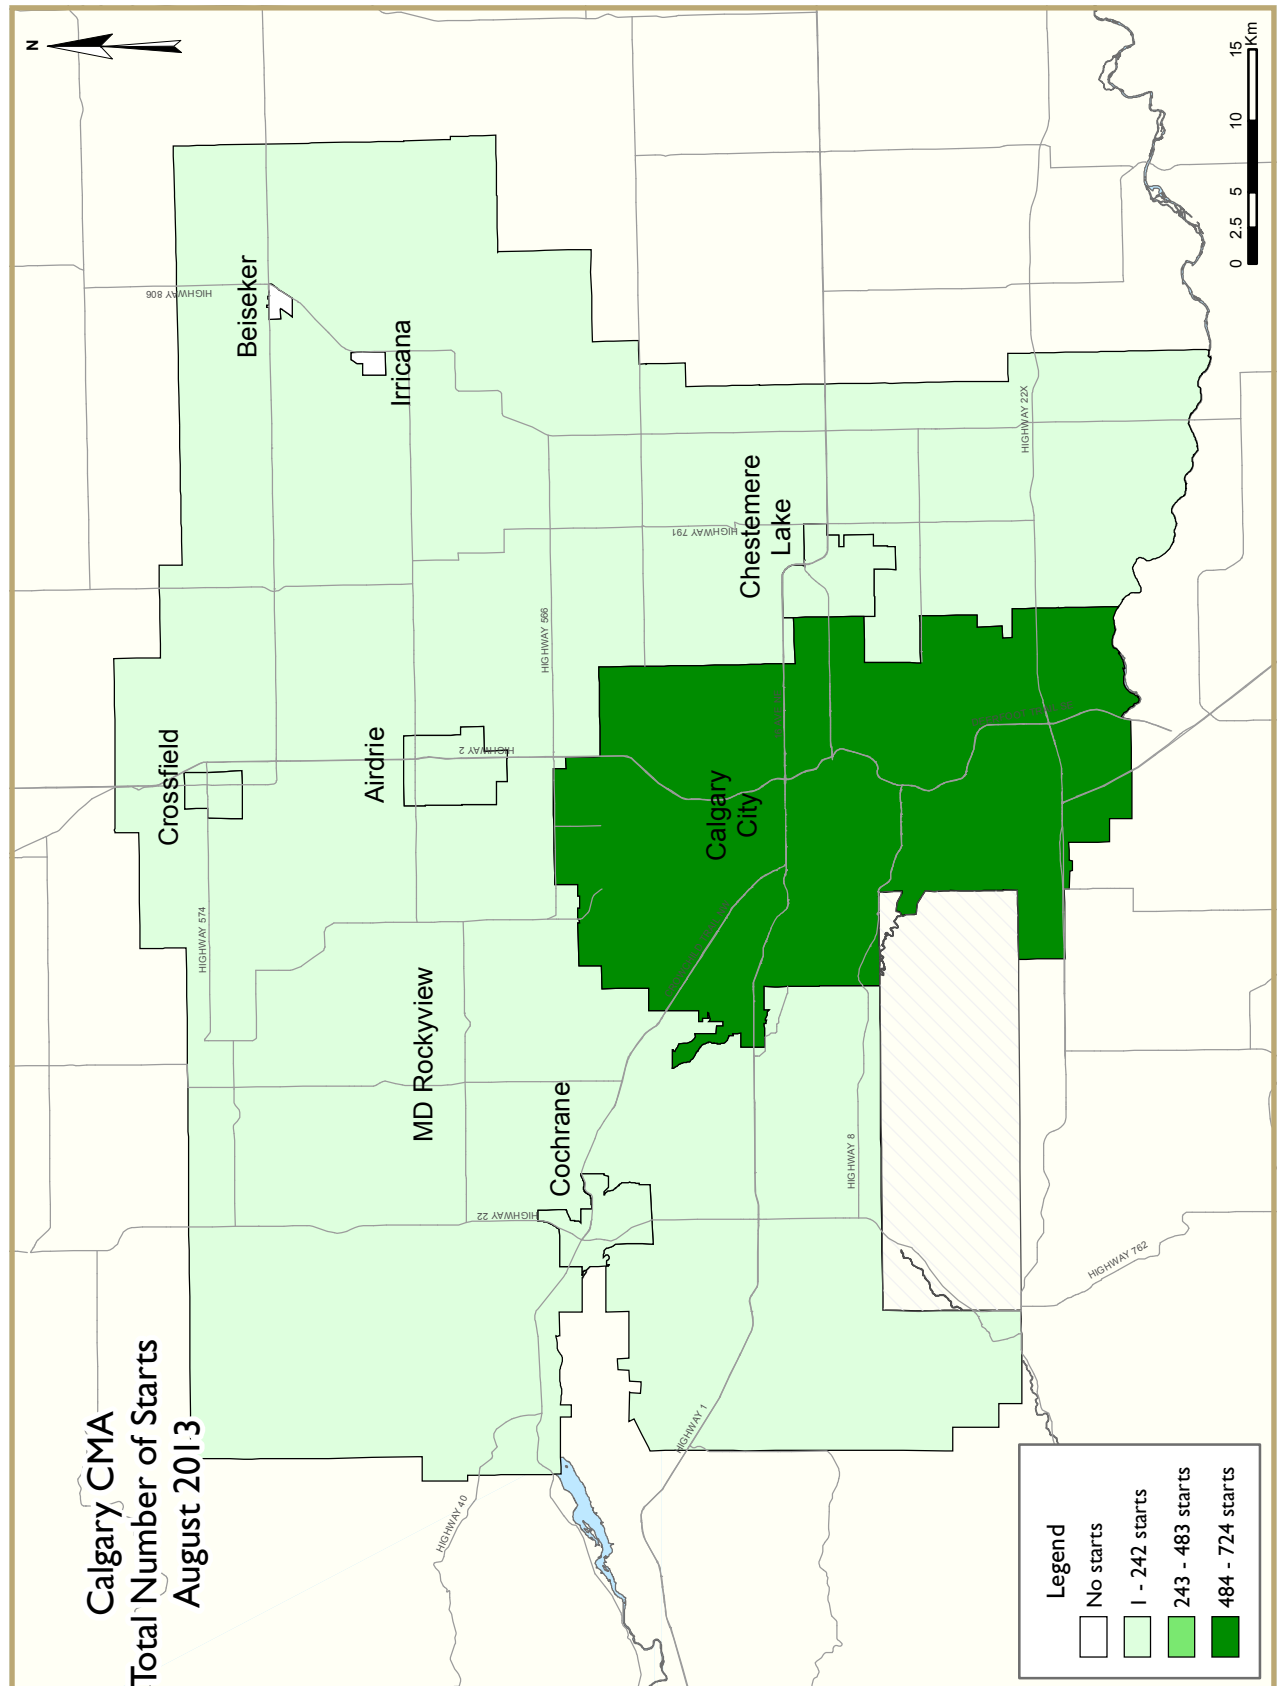 Calgary CMA
Total Number of Starts
August 2013
N
HIGHWAY 806
Beiseker
Irricana
Crossfield
HIGHWAY 574
Airdrie
HIGHWAY 2
HIGHWAY 566
HIGHWAY 791
Chestemere
Lake
HIGHWAY 22X
Calgary
City
MD Rockyview
Cochrane
HIGHWAY 22
HIGHWAY 8
HIGHWAY 1
HIGHWAY 40
HIGHWAY 762
Legend
No starts
1 - 242 starts
243 - 483 starts
484 - 724 starts
0 2.5 5 10 15
Km